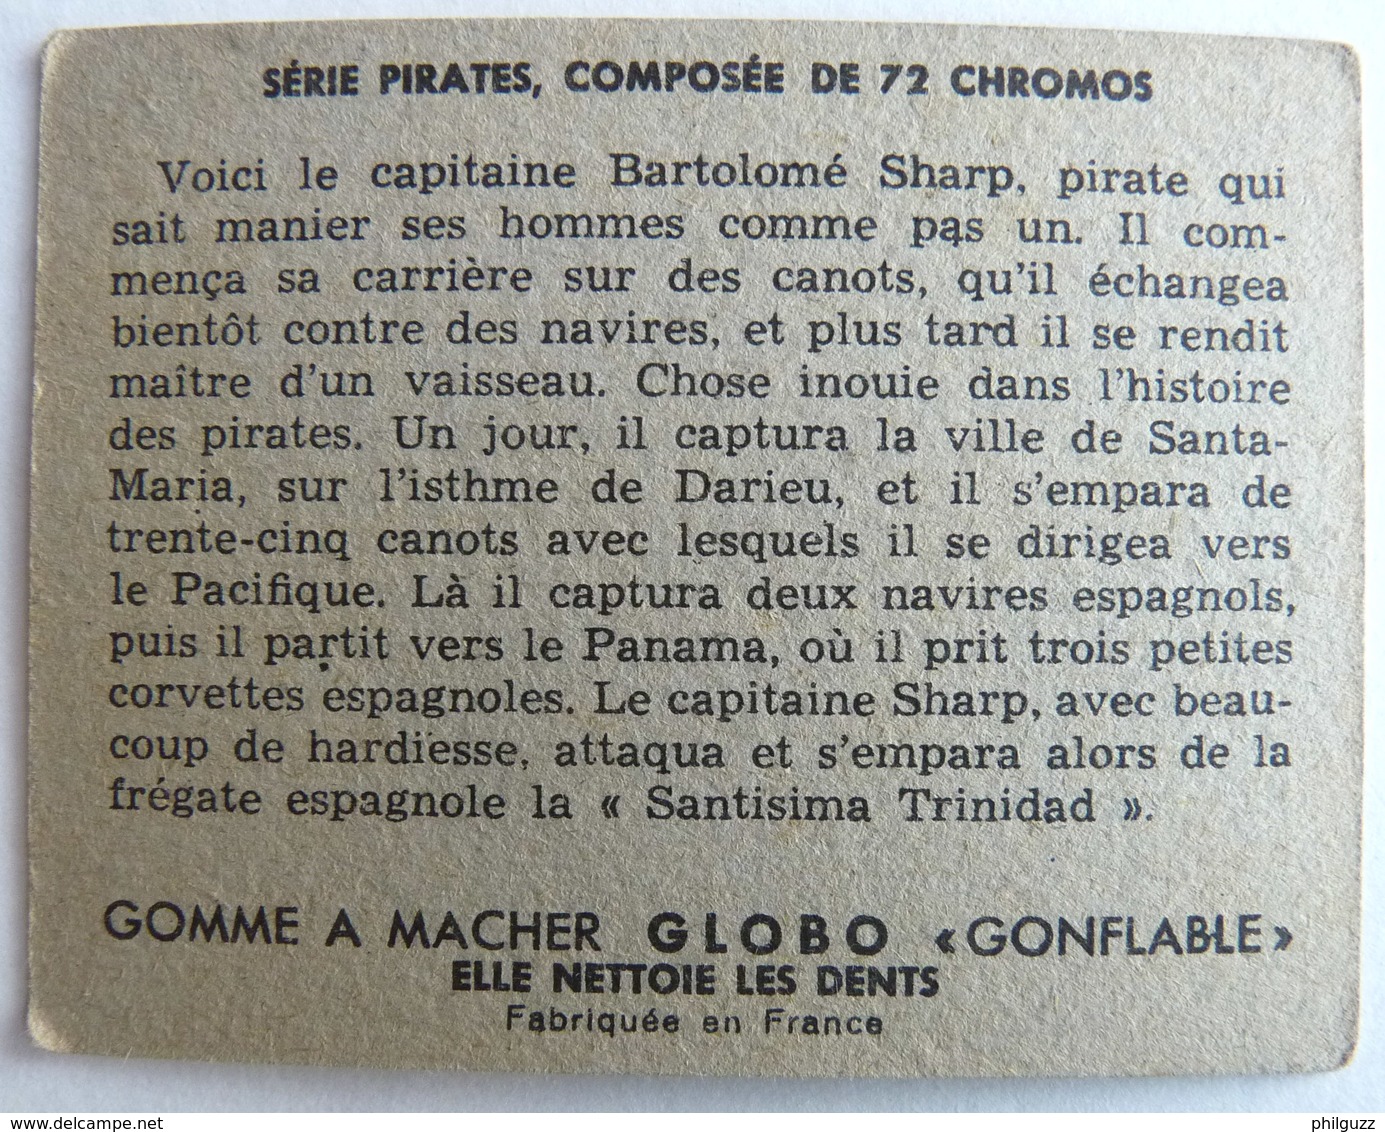 SÉRIE PIRATES, COMPOSÉE DE 72 CHROMOS
Voici le capitaine Bartolomé Sharp, pirate qui
sait manier ses hommes comme pas un. Il com-
mença sa carrière sur des canots, qu'il échangea
bientôt contre des navires, et plus tard il se rendit
maître d'un vaisseau. Chose inouie dans l'histoire
des pirates. Un jour, il captura la ville de Santa-
Maria, sur l'isthme de Darieu, et il s'empara de
trente-cinq canots avec lesquels il se dirigea vers
le Pacifique. Là il captura deux navires espagnols,
puis il partit vers le Panama, où il prit trois petites
corvettes espagnoles. Le capitaine Sharp, avec beau-
coup de hardiesse, attaqua et s'empara alors de la
frégate espagnole la « Santisima Trinidad ».
GOMME A MACHER GLOBO «GONFLABLE»
ELLE NETTOIE LES DENTS
Fabriquée en France
www.delcampe.net
philguzz